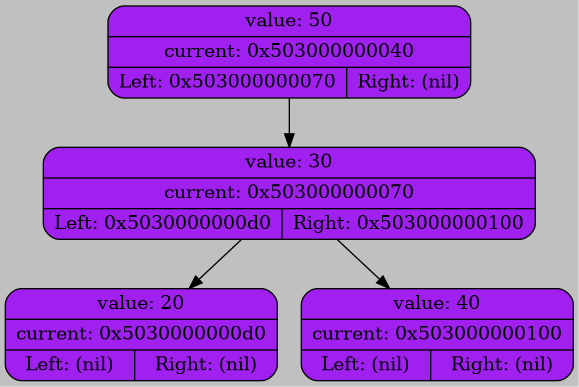 value: 50
current: 0x503000000040
Left: 0x503000000070 Right: (nil)
value: 30
current: 0x503000000070
Left: 0x5030000000d0 Right: 0x503000000100
value: 20
current: 0x5030000000d0
Left: (nil) Right: (nil)
value: 40
current: 0x503000000100
Left: (nil) Right: (nil)